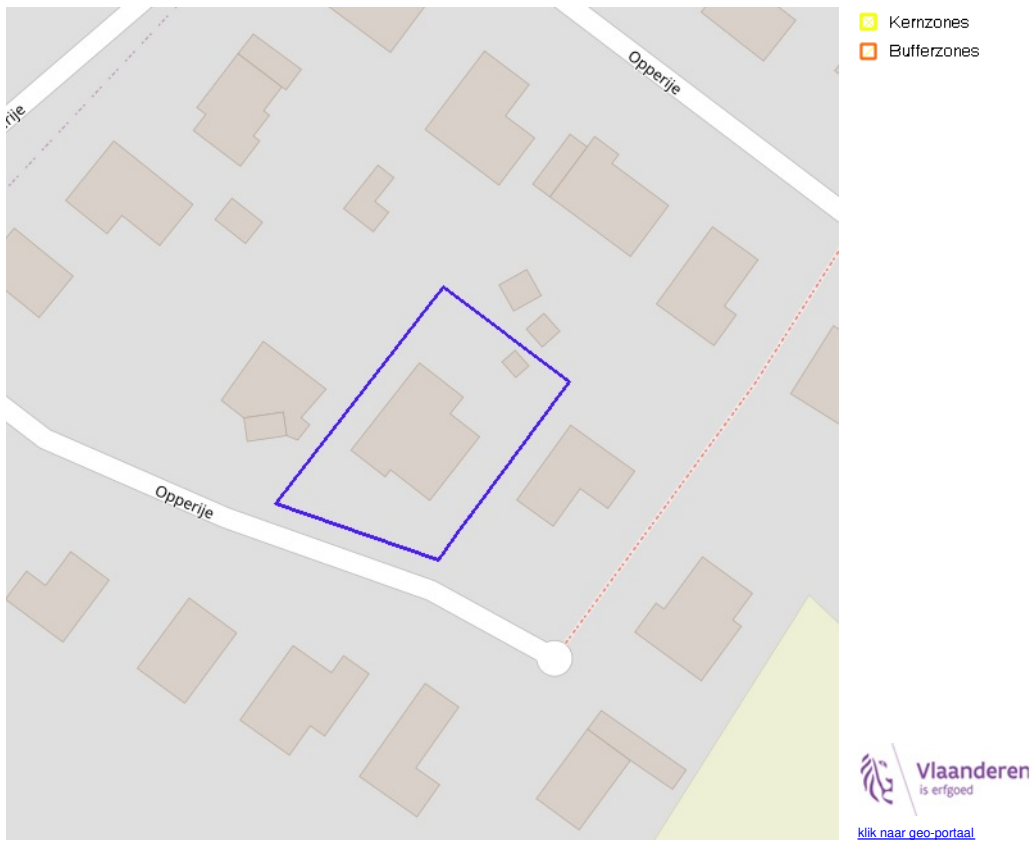 Kernzones
Bufferzones
Opperije
rije
Opperije
Vlaanderen
is erfgoed
klik naar geo-portaal